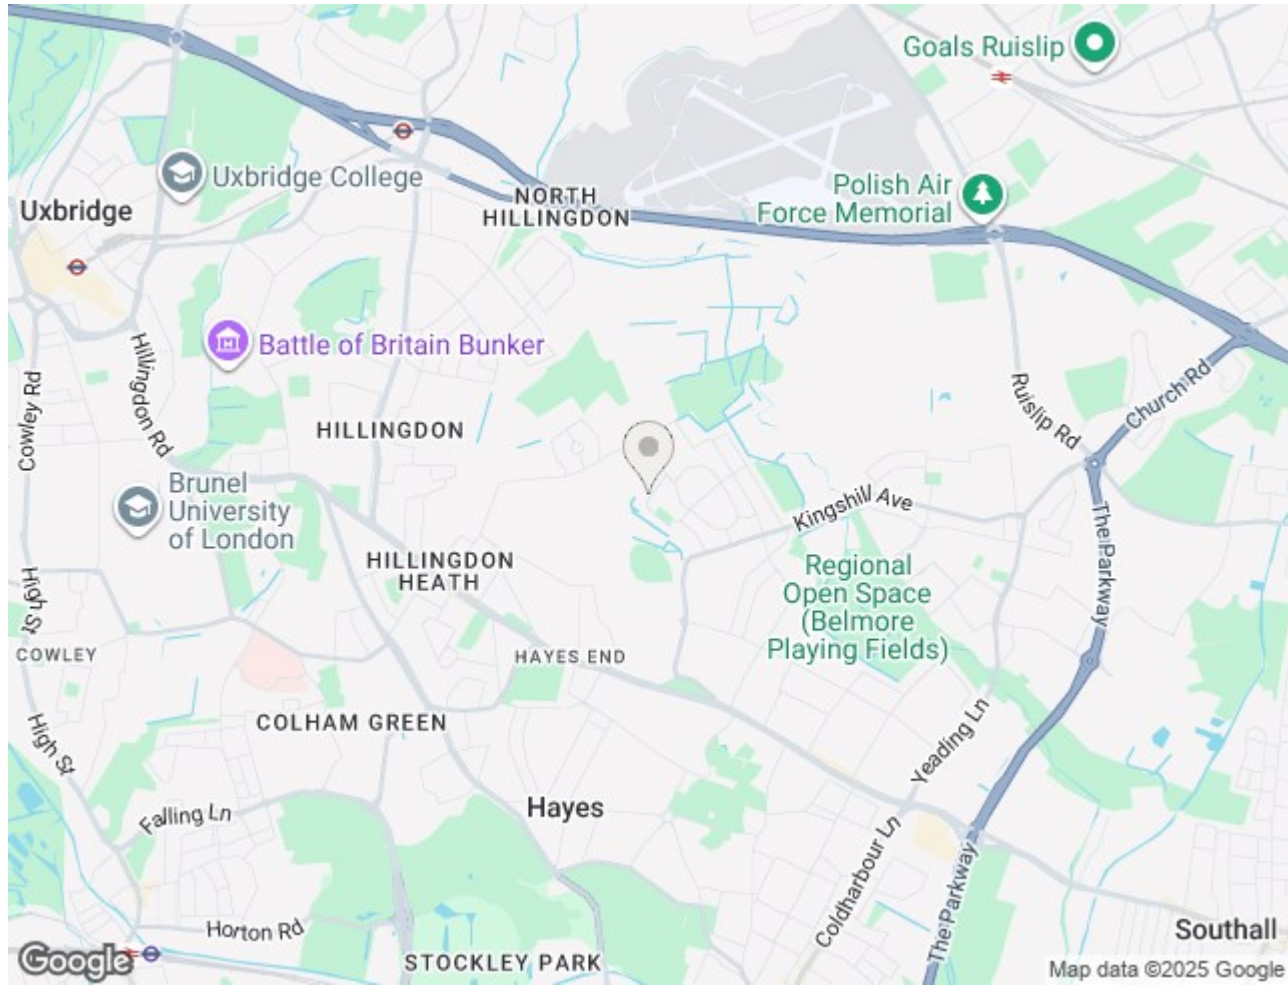 Goals Ruislip
Uxbridge College
Uxbridge
NORTH
HILLINGDON
Polish Air
Force Memorial
Battle of Britain Bunker
Hillingdon Rd
Cowley Rd
HILLINGDON
Ruislip Rd
Church Rd
Brunel
University
of London
Kingshill Ave
The Parkway
HILLINGDON
HEATH
Regional
Open Space
(Belmore
Playing Fields)
High St
COWLEY
HAYES END
COLHAM GREEN
High St
Yeading Ln
Falling Ln
Hayes
Coldharbour Ln
The Parkway
Horton Rd
Southall
STOCKLEY PARK
Google
Map data ©2025 Google